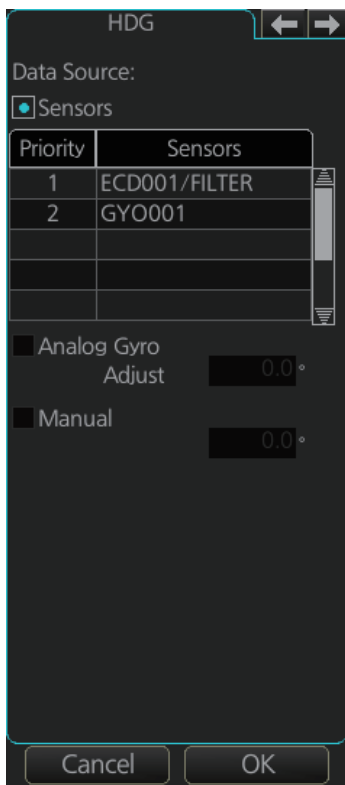 HDG
Data Source:
Sensors
Priority Sensors
1 ECD001/FILTER
2 GYO001
Analog Gyro
Adjust 0.0 °
Manual
0.0 °
Cancel OK